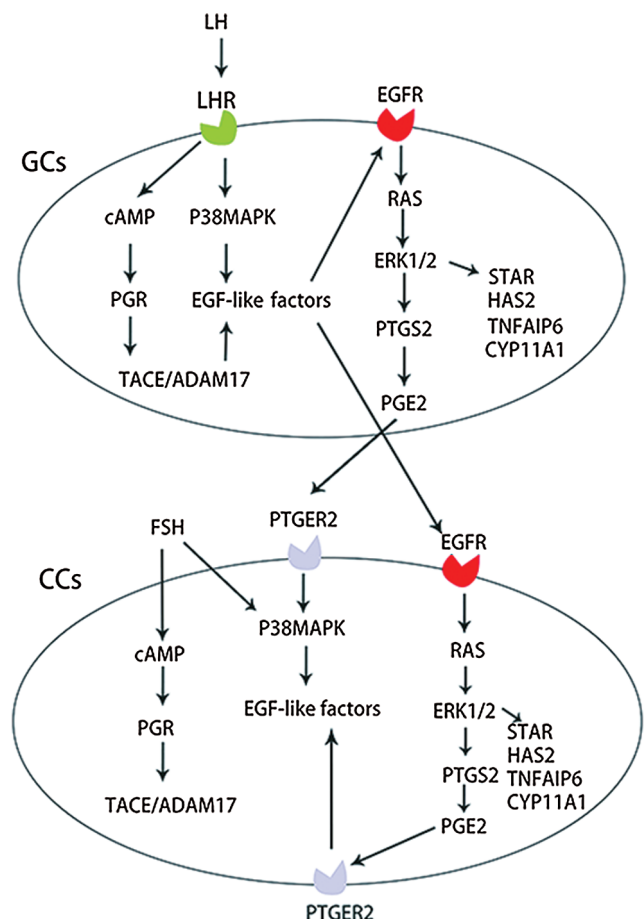 LH
LHR
EGFR
GCs
cAMP
P38MAPK
RAS
PGR
EGF-like factors
ERK1/2
STAR
HAS2
TNFAIP6
CYP11A1
TACE/ADAM17
PTGS2
PGE2
FSH
PTGER2
EGFR
CCs
cAMP
P38MAPK
RAS
PGR
EGF-like factors
ERK1/2
STAR
HAS2
TNFAIP6
CYP11A1
TACE/ADAM17
PTGS2
PGE2
PTGER2